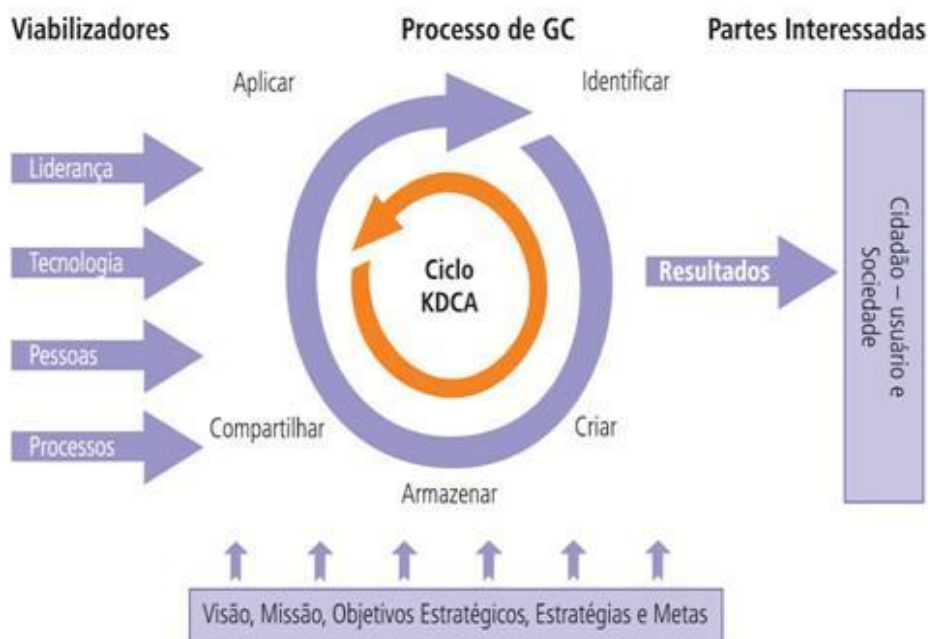 Viabilizadores
Processo de GC
Partes Interessadas
Aplicar
Identificar
Liderança
Tecnologia
Pessoas
Processos
Ciclo
KDCA
Compartilhar
Criar
Armazenar
Resultados
Cidadão – usuário e
Sociedade
Visão, Missão, Objetivos Estratégicos, Estratégias e Metas